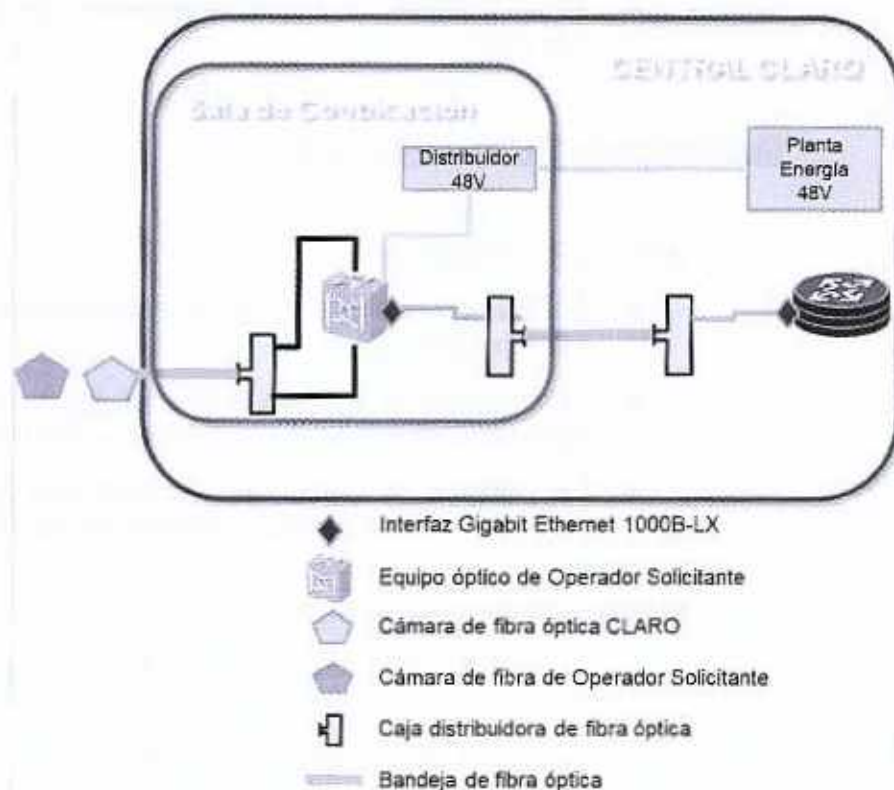 CENTRAL CLARO
Sala de Coubicación
Distribuidor
48V
Planta
Energía
48V
Interfaz Gigabit Ethernet 1000B-LX
Equipo óptico de Operador Solicitante
Cámara de fibra óptica CLARO
Cámara de fibra de Operador Solicitante
Caja distribuidora de fibra óptica
Bandeja de fibra óptica